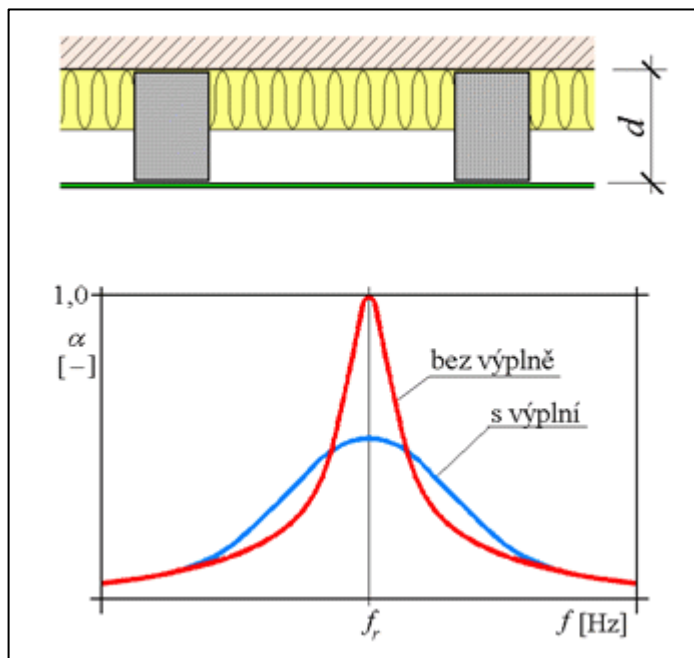 d
1,0
α
[–]
bez výplně
s výplní
f_r
f [Hz]